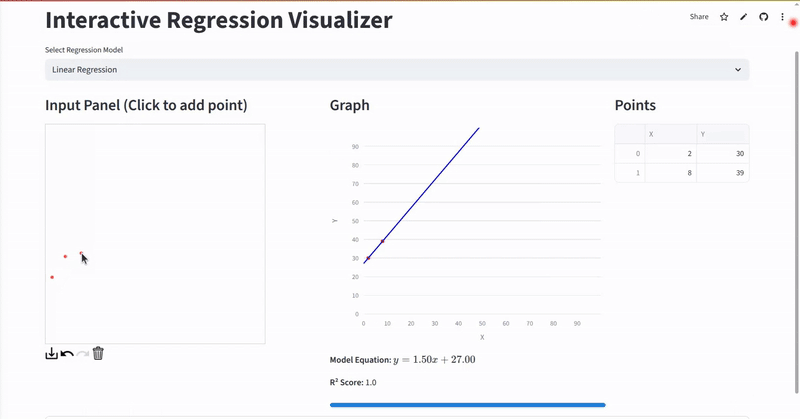 Interactive Regression Visualizer
Share
Select Regression Model
Linear Regression
Input Panel (Click to add point)
Graph
90
80
70
60
50
40
30
20
10
0
Y
0 10 20 30 40 50 60 70 80 90
X
Model Equation: y = 1.50x + 27.00
R² Score: 1.0
Points
X Y
0 2 30
1 8 39